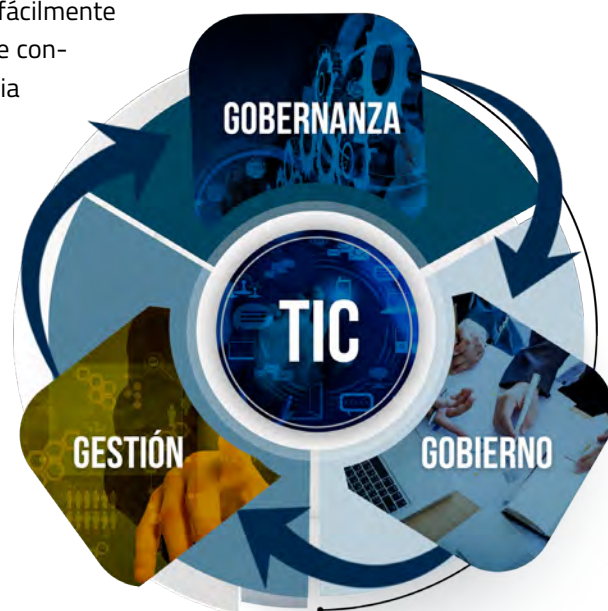 fácilmente
e con-
ia
GOBERNANZA
TIC
GESTIÓN
GOBIERNO